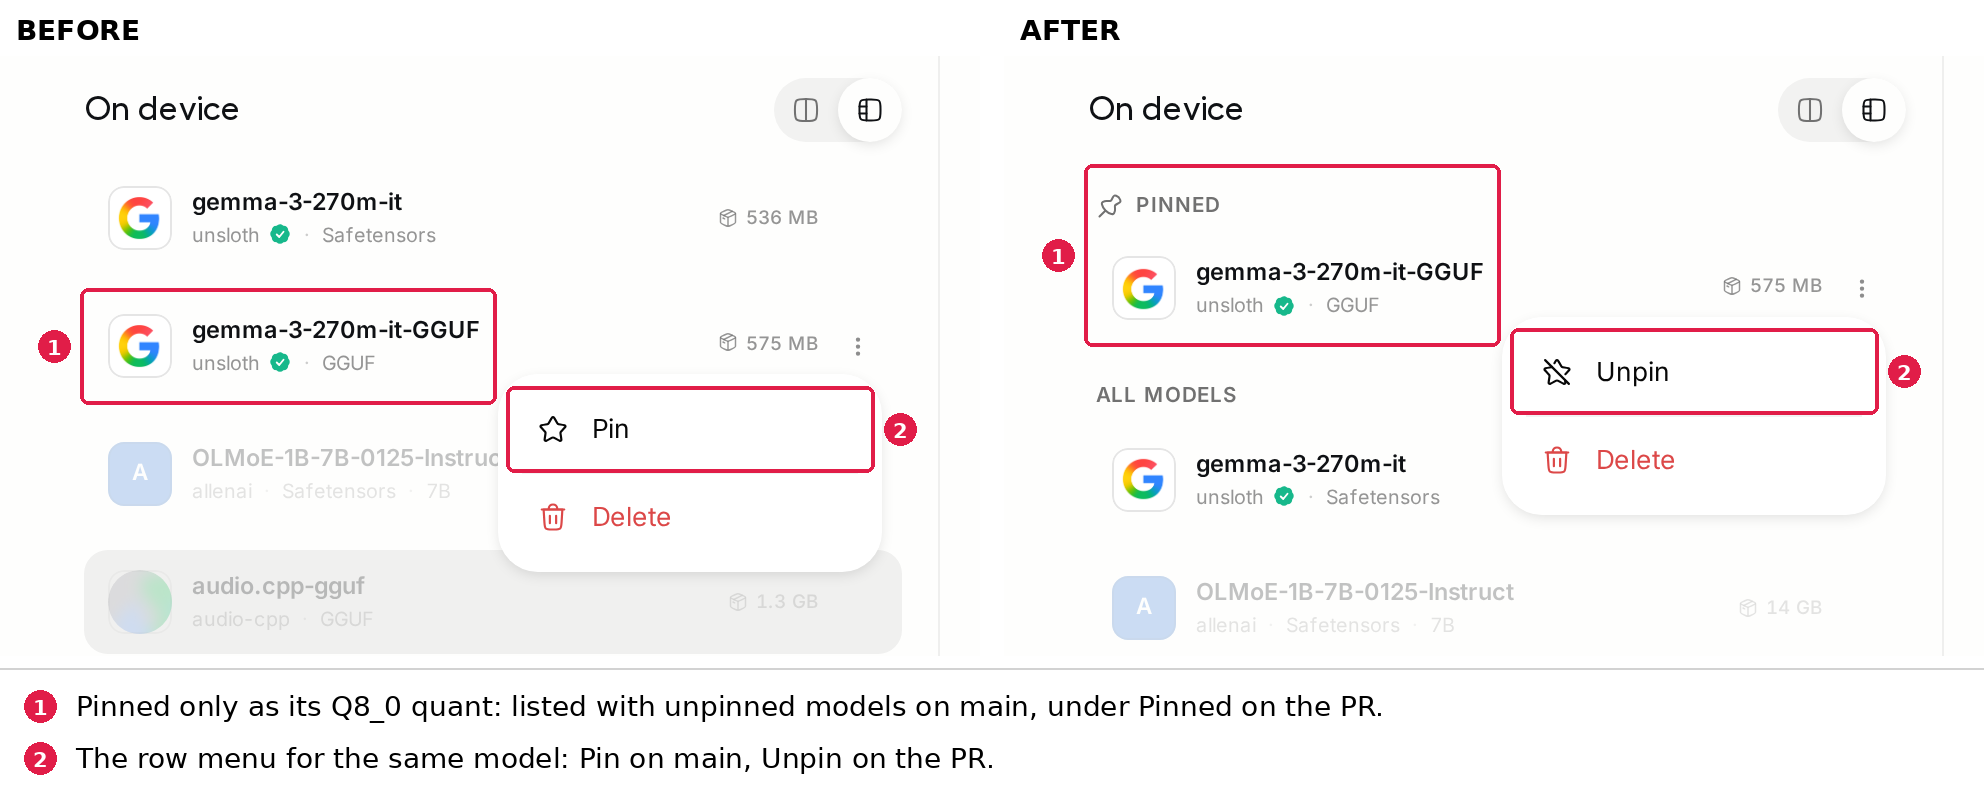 BEFORE
On device
gemma-3-270m-it
unsloth · Safetensors
536 MB
1
gemma-3-270m-it-GGUF
unsloth · GGUF
575 MB
Pin
2
A
OLMoE-1B-7B-0125-Instruc
allenai · Safetensors · 7B
Delete
audio.cpp-gguf
audio-cpp · GGUF
1.3 GB
AFTER
On device
PINNED
1
gemma-3-270m-it-GGUF
unsloth · GGUF
575 MB
Unpin
2
Delete
ALL MODELS
gemma-3-270m-it
unsloth · Safetensors
A
OLMoE-1B-7B-0125-Instruct
allenai · Safetensors · 7B
14 GB
1 Pinned only as its Q8_0 quant: listed with unpinned models on main, under Pinned on the PR.
2 The row menu for the same model: Pin on main, Unpin on the PR.